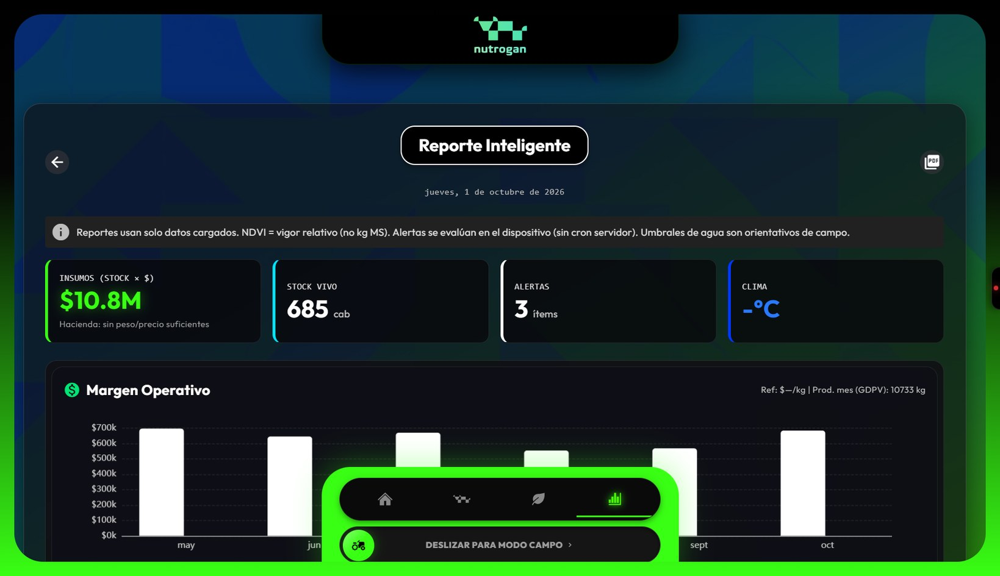 nutrogan
Reporte Inteligente
PDF
jueves, 1 de octubre de 2026
Reportes usan solo datos cargados. NDVI = vigor relativo (no kg MS). Alertas se evalúan en el dispositivo (sin cron servidor). Umbrales de agua son orientativos de campo.
INSUMOS (STOCK × $)
$10.8M
Hacienda: sin peso/precio suficientes
STOCK VIVO
685 cab
ALERTAS
3 ítems
CLIMA
-°C
Margen Operativo
Ref: $—/kg | Prod. mes (GDPV): 10733 kg
$700k
$600k
$500k
$400k
$300k
$200k
$100k
$0k
may
jun
sept
oct
DESLIZAR PARA MODO CAMPO ›